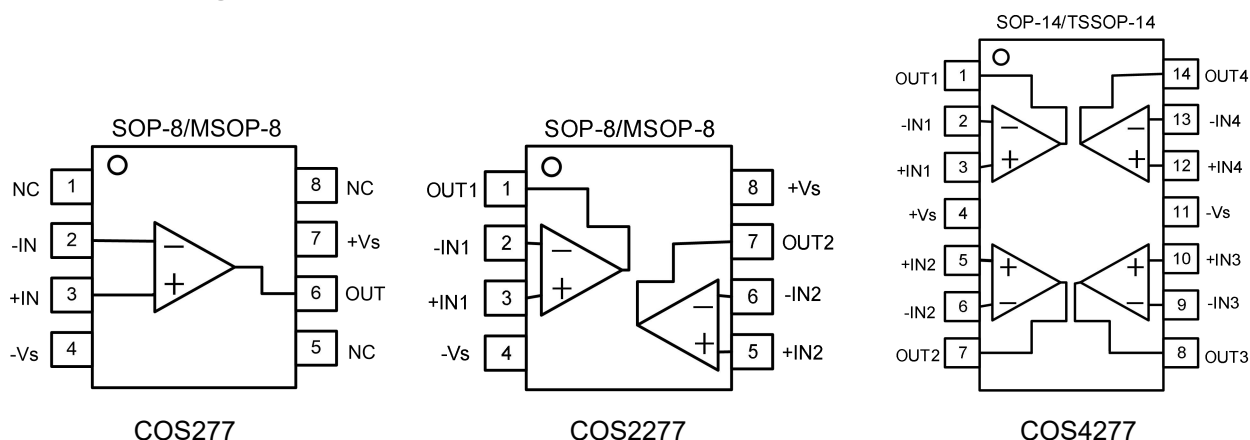 SOP-8/MSOP-8
NC 1
8 NC
-IN 2
7 +Vs
+IN 3
6 OUT
-Vs 4
5 NC
− +
COS277
SOP-8/MSOP-8
OUT1 1
8 +Vs
-IN1 2
7 OUT2
+IN1 3
6 -IN2
-Vs 4
5 +IN2
− +
− +
COS2277
SOP-14/TSSOP-14
OUT1 1
14 OUT4
-IN1 2
13 -IN4
+IN1 3
12 +IN4
+Vs 4
11 -Vs
+IN2 5
10 +IN3
-IN2 6
9 -IN3
OUT2 7
8 OUT3
− +
− +
+ −
+ −
COS4277